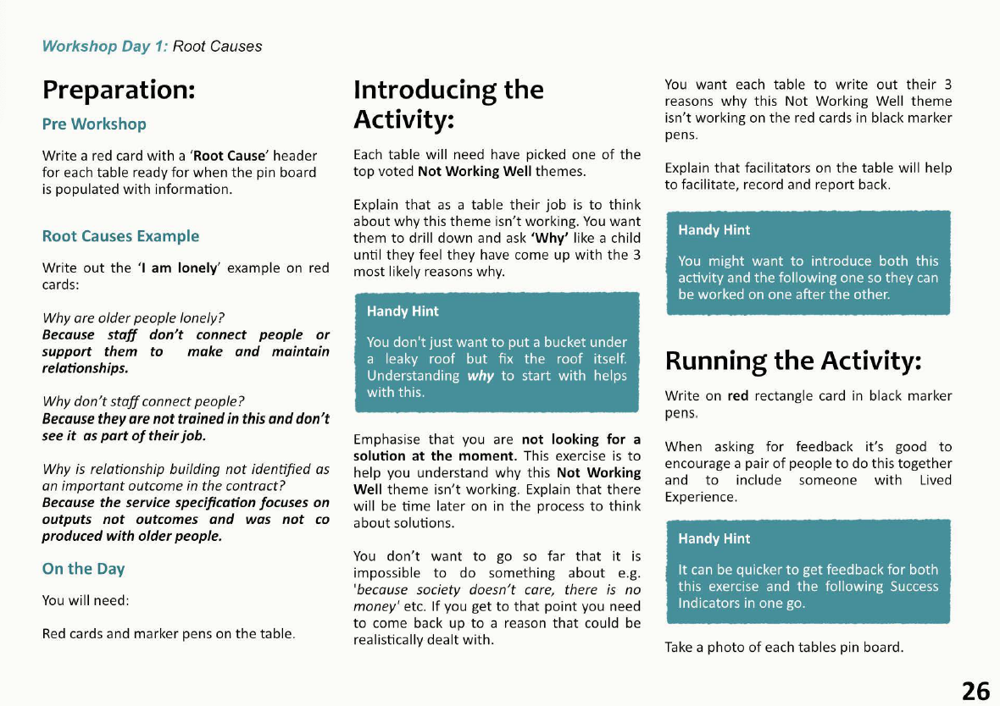 Workshop Day 1: Root Causes
Preparation:
Pre Workshop
Write a red card with a ‘Root Cause’ header
for each table ready for when the pin board
is populated with information.
Root Causes Example
Write out the ‘I am lonely’ example on red
cards:
Why are older people lonely?
Because staff don’t connect people or
support them to make and maintain
relationships.
Why don’t staff connect people?
Because they are not trained in this and don’t
see it as part of their job.
Why is relationship building not identified as
an important outcome in the contract?
Because the service specification focuses on
outputs not outcomes and was not co
produced with older people.
On the Day
You will need:
Red cards and marker pens on the table.
Introducing the
Activity:
Each table will need have picked one of the
top voted Not Working Well themes.
Explain that as a table their job is to think
about why this theme isn’t working. You want
them to drill down and ask ‘Why’ like a child
until they feel they have come up with the 3
most likely reasons why.
Handy Hint
You don't just want to put a bucket under
a leaky roof but fix the roof itself.
Understanding why to start with helps
with this.
Emphasise that you are not looking for a
solution at the moment. This exercise is to
help you understand why this Not Working
Well theme isn’t working. Explain that there
will be time later on in the process to think
about solutions.
You don’t want to go so far that it is
impossible to do something about e.g.
'because society doesn’t care, there is no
money' etc. If you get to that point you need
to come back up to a reason that could be
realistically dealt with.
You want each table to write out their 3
reasons why this Not Working Well theme
isn’t working on the red cards in black marker
pens.
Explain that facilitators on the table will help
to facilitate, record and report back.
Handy Hint
You might want to introduce both this
activity and the following one so they can
be worked on one after the other.
Running the Activity:
Write on red rectangle card in black marker
pens.
When asking for feedback it’s good to
encourage a pair of people to do this together
and to include someone with Lived
Experience.
Handy Hint
It can be quicker to get feedback for both
this exercise and the following Success
Indicators in one go.
Take a photo of each tables pin board.
26